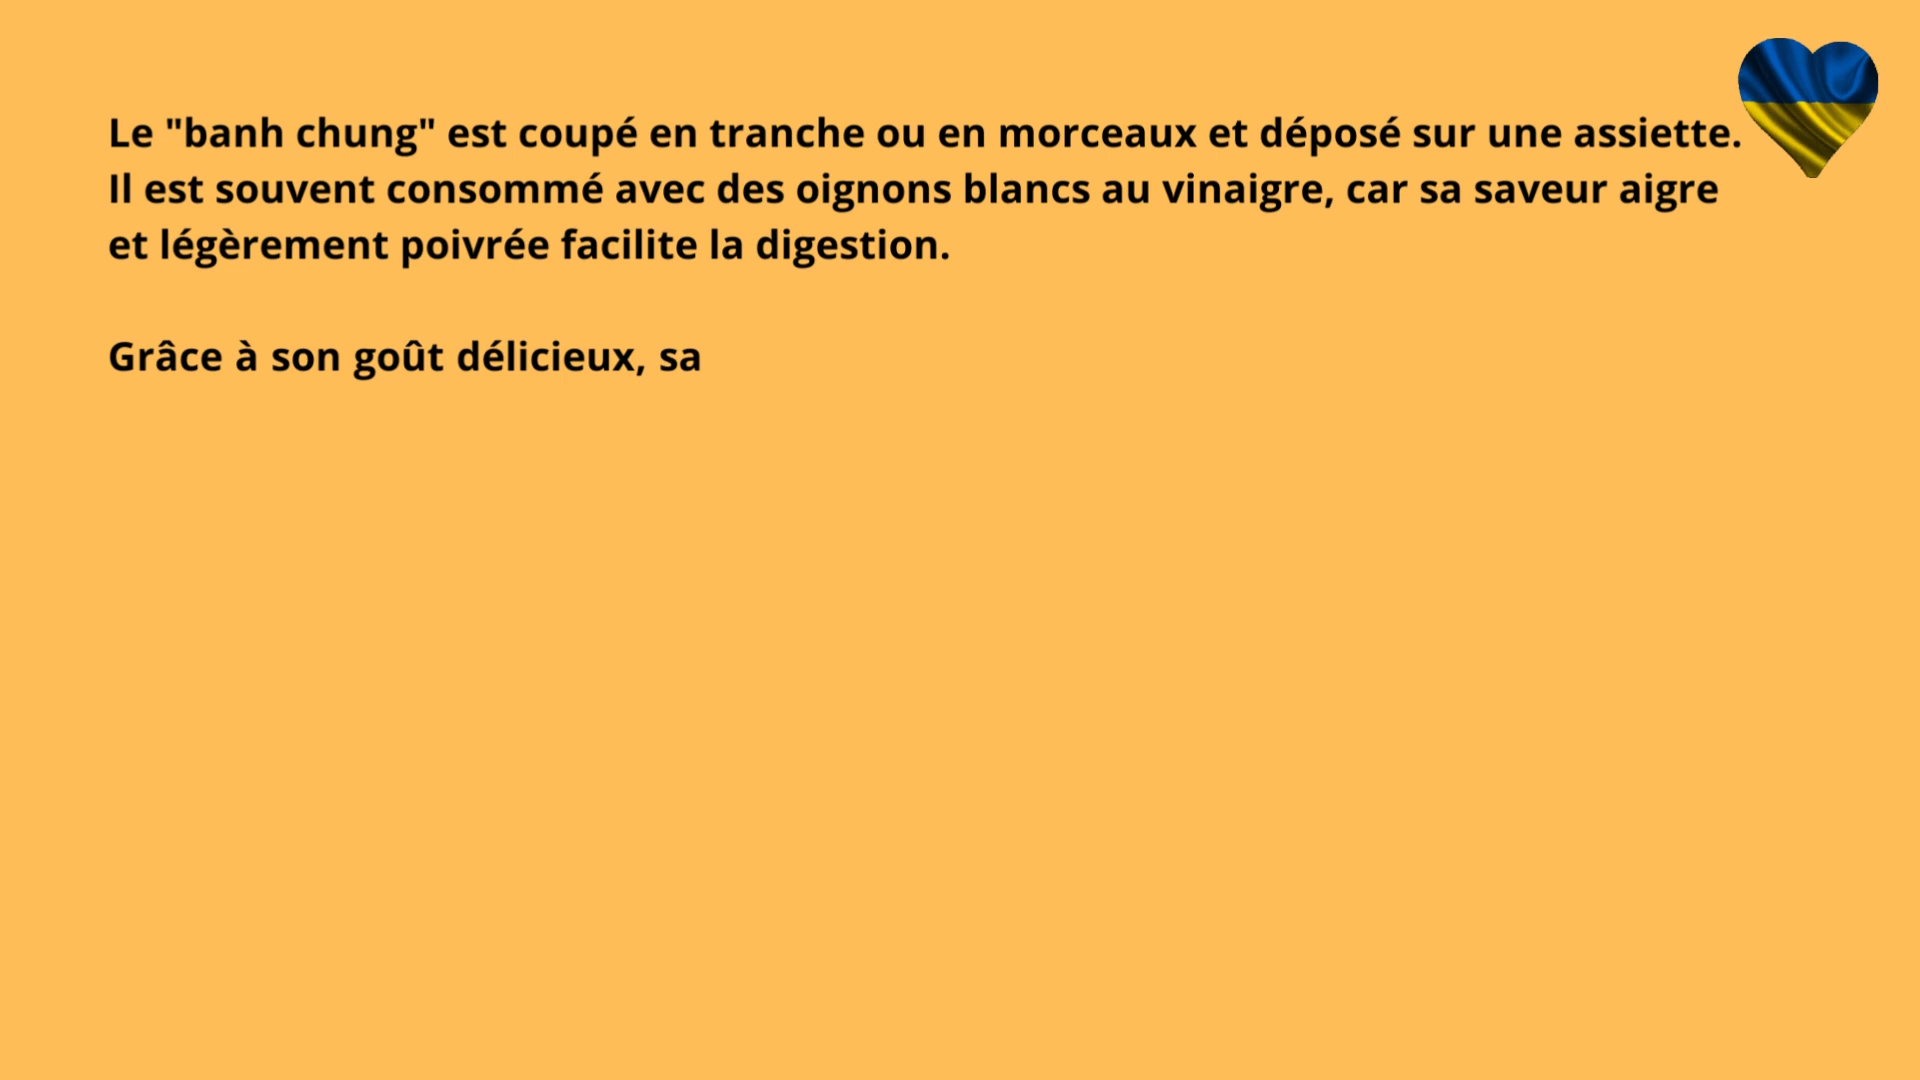 Le "banh chung" est coupé en tranche ou en morceaux et déposé sur une assiette.
Il est souvent consommé avec des oignons blancs au vinaigre, car sa saveur aigre
et légèrement poivrée facilite la digestion.
Grâce à son goût délicieux, sa